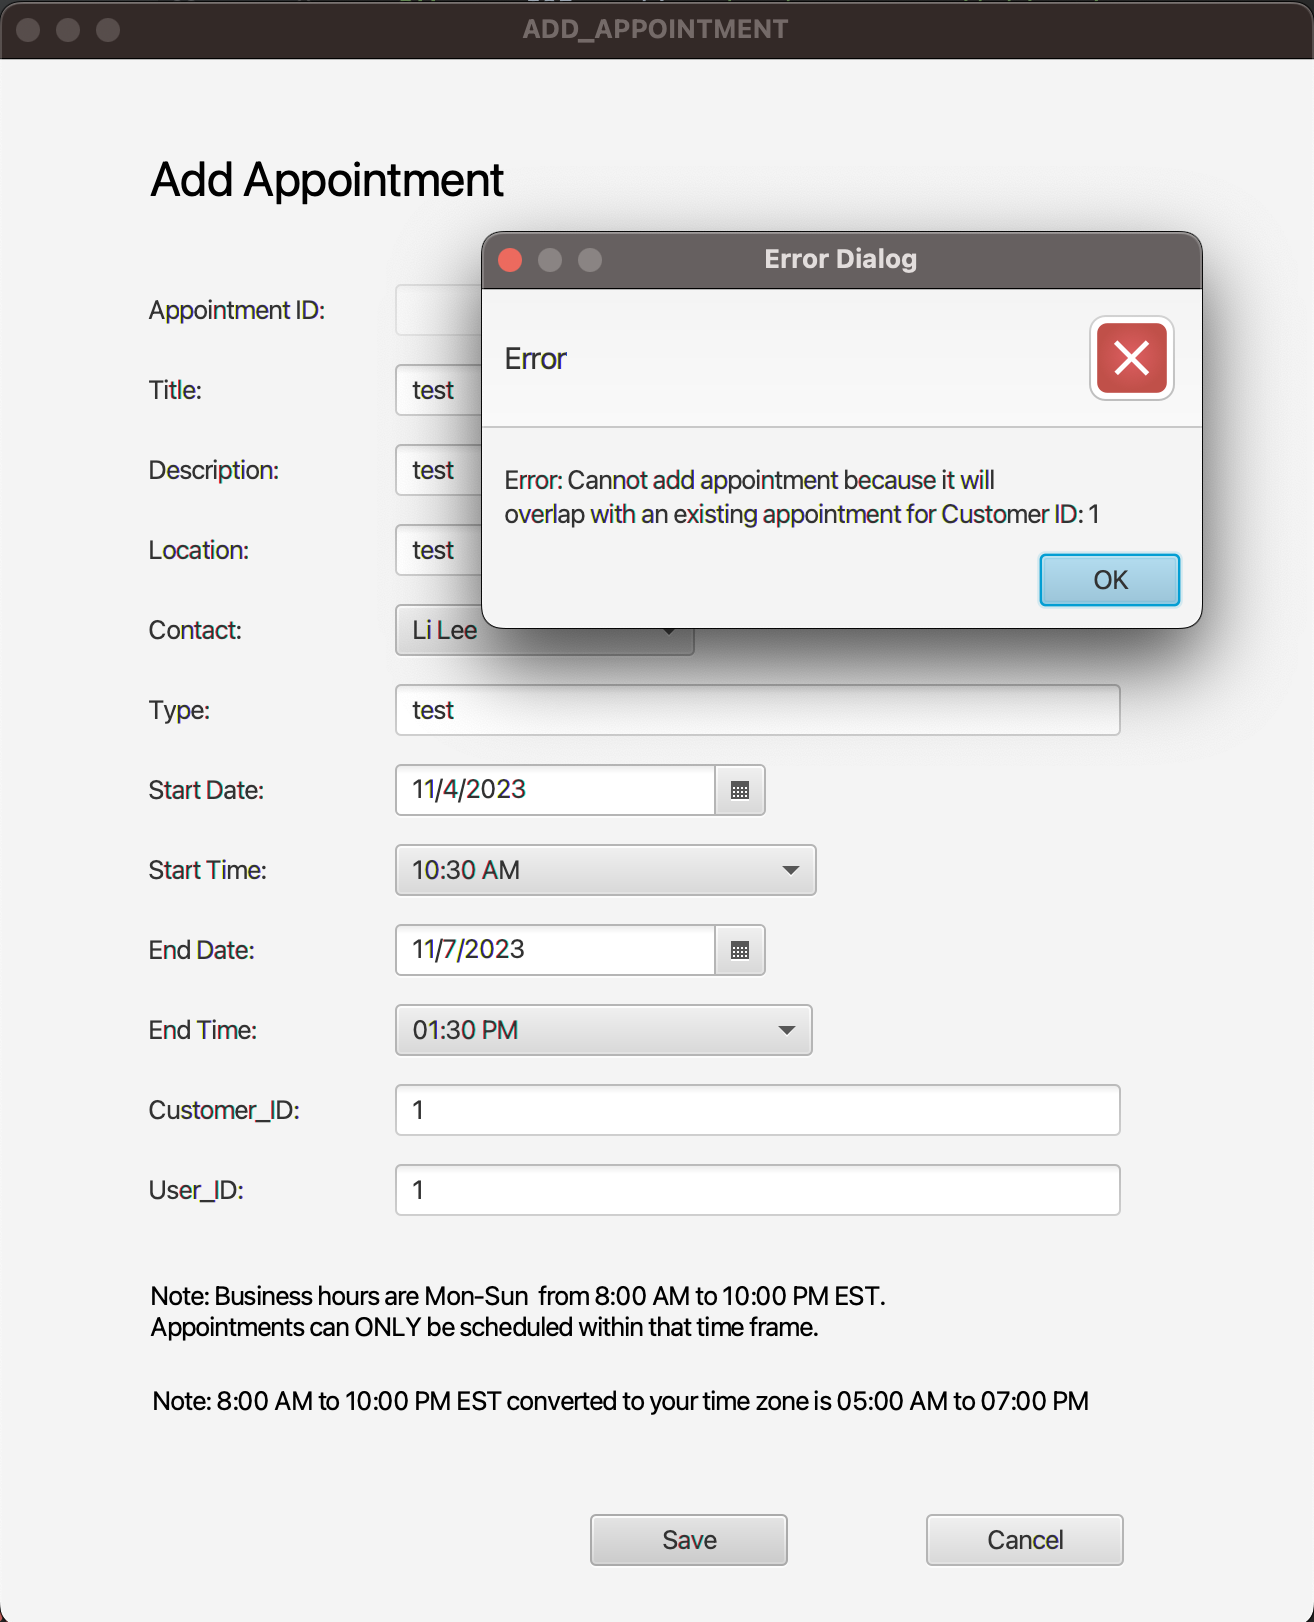 ADD_APPOINTMENT
Add Appointment
Error Dialog
Error
Error: Cannot add appointment because it will
overlap with an existing appointment for Customer ID: 1
OK
Appointment ID:
Title: test
Description: test
Location: test
Contact: Li Lee
Type: test
Start Date: 11/4/2023
Start Time: 10:30 AM
End Date: 11/7/2023
End Time: 01:30 PM
Customer_ID: 1
User_ID: 1
Note: Business hours are Mon-Sun  from 8:00 AM to 10:00 PM EST.
Appointments can ONLY be scheduled within that time frame.
Note: 8:00 AM to 10:00 PM EST converted to your time zone is 05:00 AM to 07:00 PM
Save Cancel